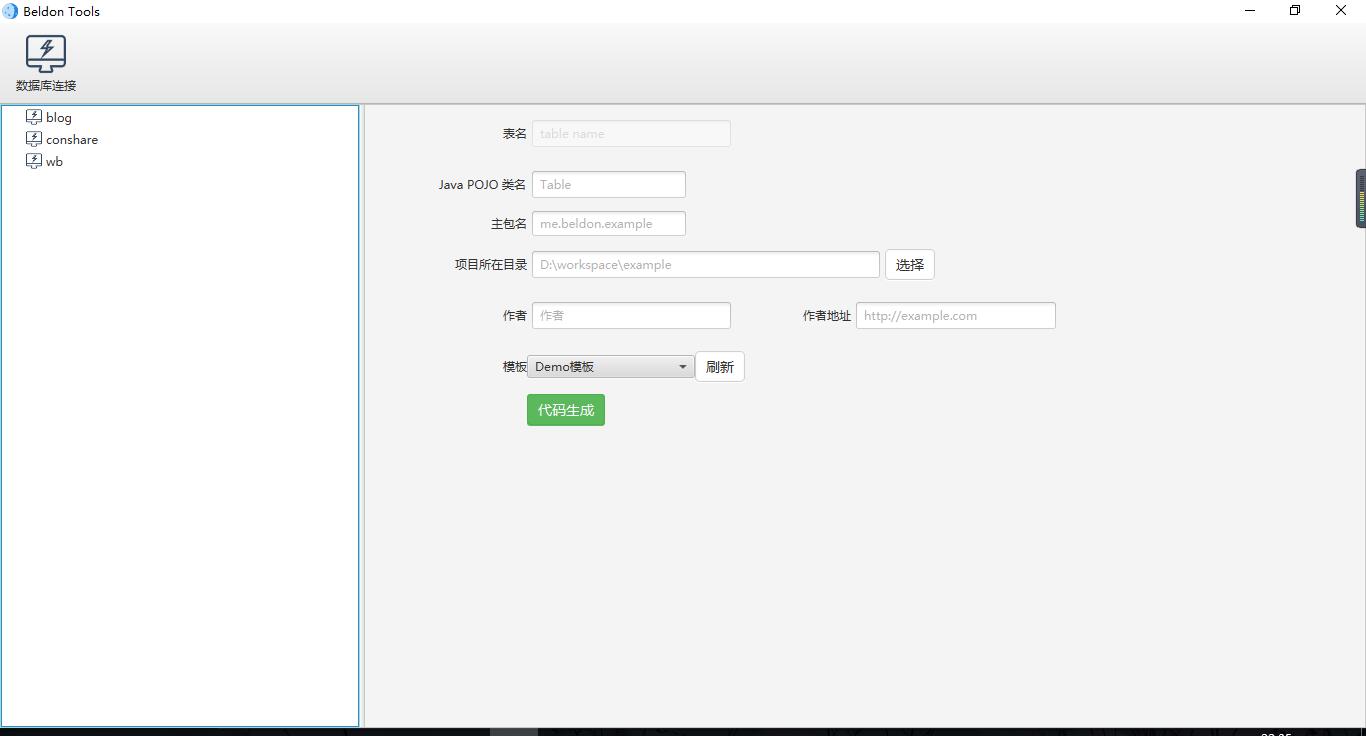 Beldon Tools
数据库连接
blog
conshare
wb
表名 table name
Java POJO 类名 Table
主包名 me.beldon.example
项目所在目录 D:\workspace\example 选择
作者 作者 作者地址 http://example.com
模板 Demo模板 刷新
代码生成